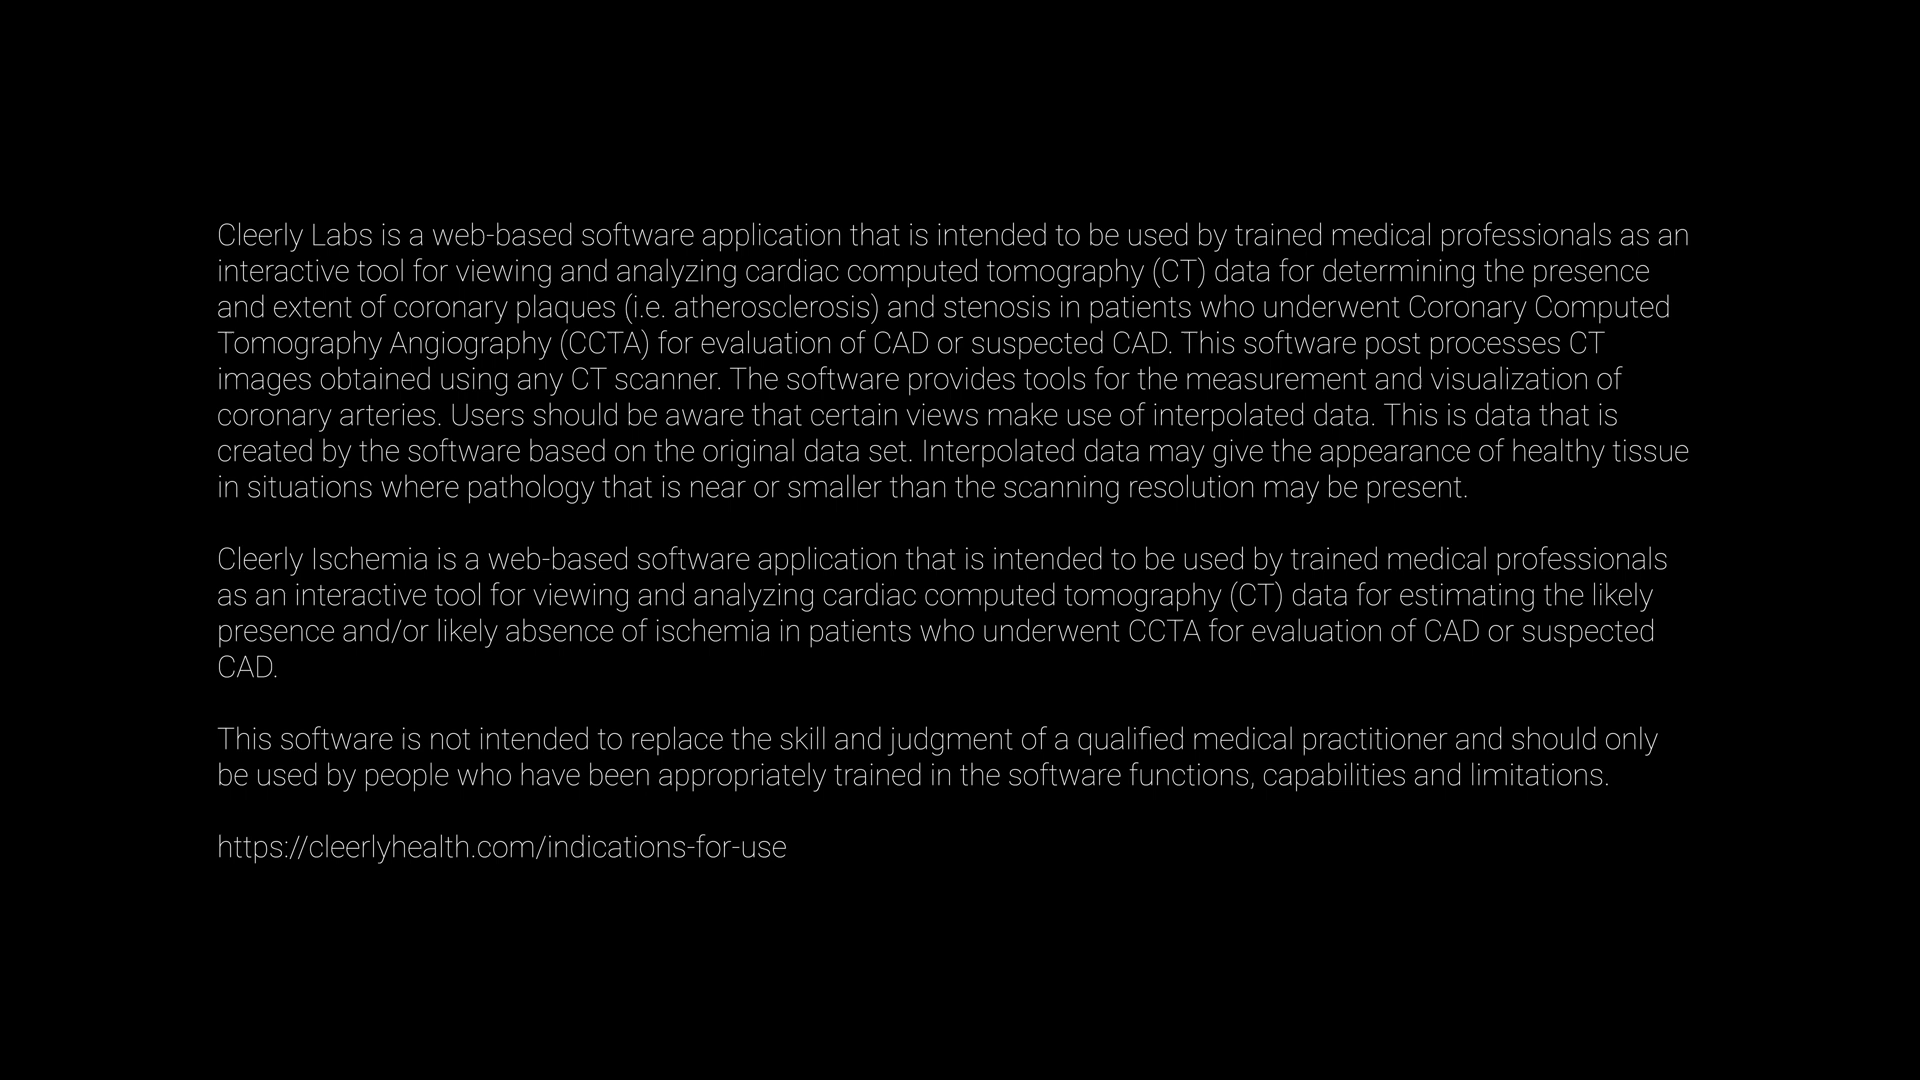 Cleerly Labs is a web-based software application that is intended to be used by trained medical professionals as an
interactive tool for viewing and analyzing cardiac computed tomography (CT) data for determining the presence
and extent of coronary plaques (i.e. atherosclerosis) and stenosis in patients who underwent Coronary Computed
Tomography Angiography (CCTA) for evaluation of CAD or suspected CAD. This software post processes CT
images obtained using any CT scanner. The software provides tools for the measurement and visualization of
coronary arteries. Users should be aware that certain views make use of interpolated data. This is data that is
created by the software based on the original data set. Interpolated data may give the appearance of healthy tissue
in situations where pathology that is near or smaller than the scanning resolution may be present.
Cleerly Ischemia is a web-based software application that is intended to be used by trained medical professionals
as an interactive tool for viewing and analyzing cardiac computed tomography (CT) data for estimating the likely
presence and/or likely absence of ischemia in patients who underwent CCTA for evaluation of CAD or suspected
CAD.
This software is not intended to replace the skill and judgment of a qualified medical practitioner and should only
be used by people who have been appropriately trained in the software functions, capabilities and limitations.
https://cleerlyhealth.com/indications-for-use